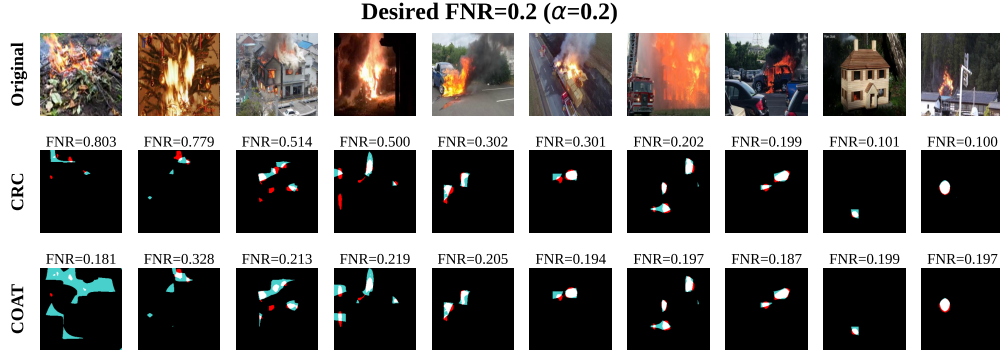 Desired FNR=0.2 (α=0.2)
Original
FNR=0.803 FNR=0.779 FNR=0.514 FNR=0.500 FNR=0.302 FNR=0.301 FNR=0.202 FNR=0.199 FNR=0.101 FNR=0.100
CRC
FNR=0.181 FNR=0.328 FNR=0.213 FNR=0.219 FNR=0.205 FNR=0.194 FNR=0.197 FNR=0.187 FNR=0.199 FNR=0.197
COAT